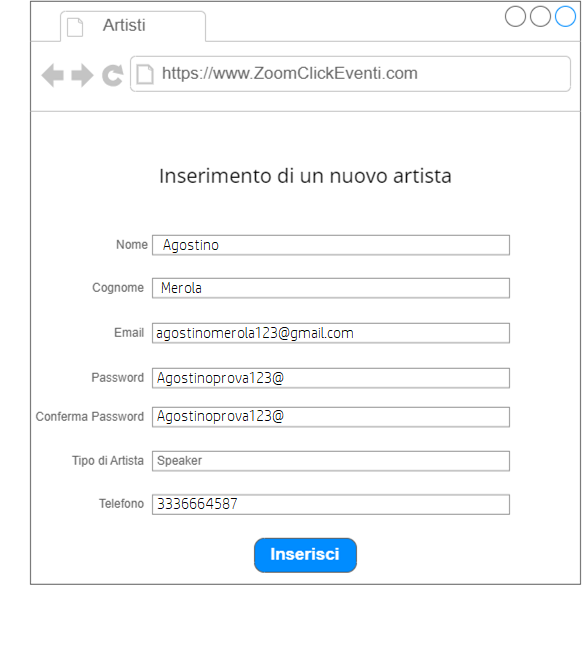 Artisti
https://www.ZoomClickEventi.com
Inserimento di un nuovo artista
Nome Agostino
Cognome Merola
Email agostinomerola123@gmail.com
Password Agostinoprova123@
Conferma Password Agostinoprova123@
Tipo di Artista Speaker
Telefono 3336664587
Inserisci